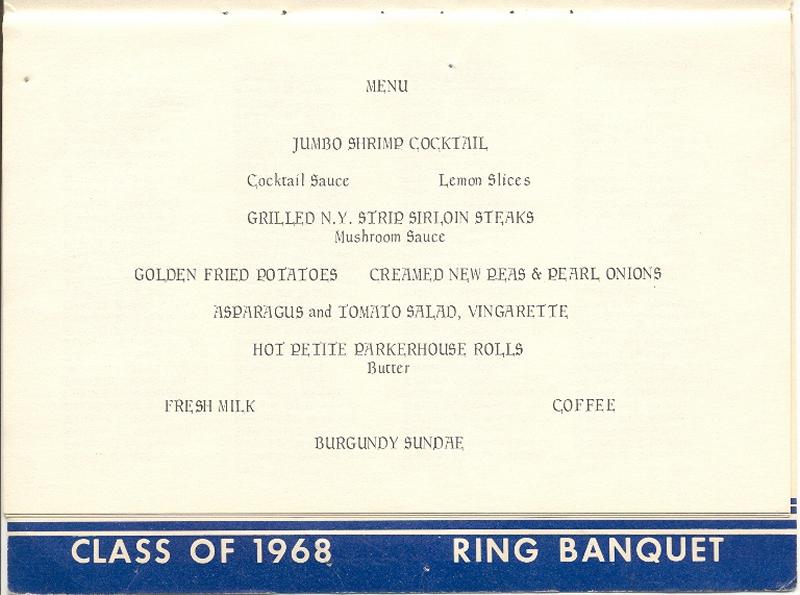 MENU
JUMBO SHRIMP COCKTAIL
Cocktail Sauce Lemon Slices
GRILLED N.Y. STRIP SIRLOIN STEAKS
Mushroom Sauce
GOLDEN FRIED POTATOES CREAMED NEW PEAS & PEARL ONIONS
ASPARAGUS and TOMATO SALAD, VINGARETTE
HOT PETITE PARKERHOUSE ROLLS
Butter
FRESH MILK COFFEE
BURGUNDY SUNDAE
CLASS OF 1968 RING BANQUET